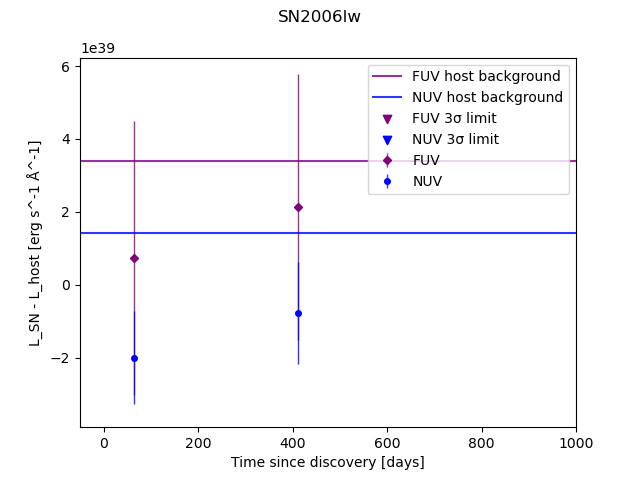 SN2006lw
1e39
6
4
2
0
−2
L_SN - L_host [erg s^-1 Å^-1]
FUV host background
NUV host background
FUV 3σ limit
NUV 3σ limit
FUV
NUV
0 200 400 600 800 1000
Time since discovery [days]